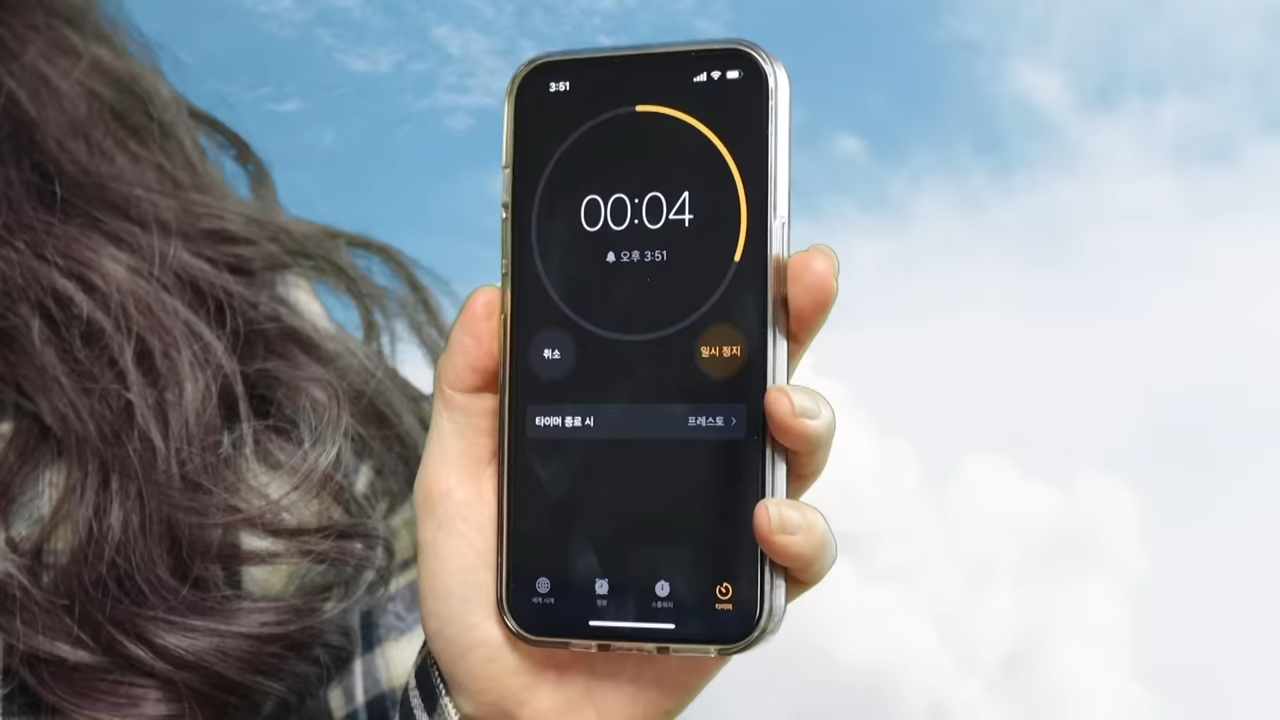 3:51
00:04
오후 3:51
취소
일시 정지
타이머 종료 시
프레스토
세계 시계
알람
스톱워치
타이머